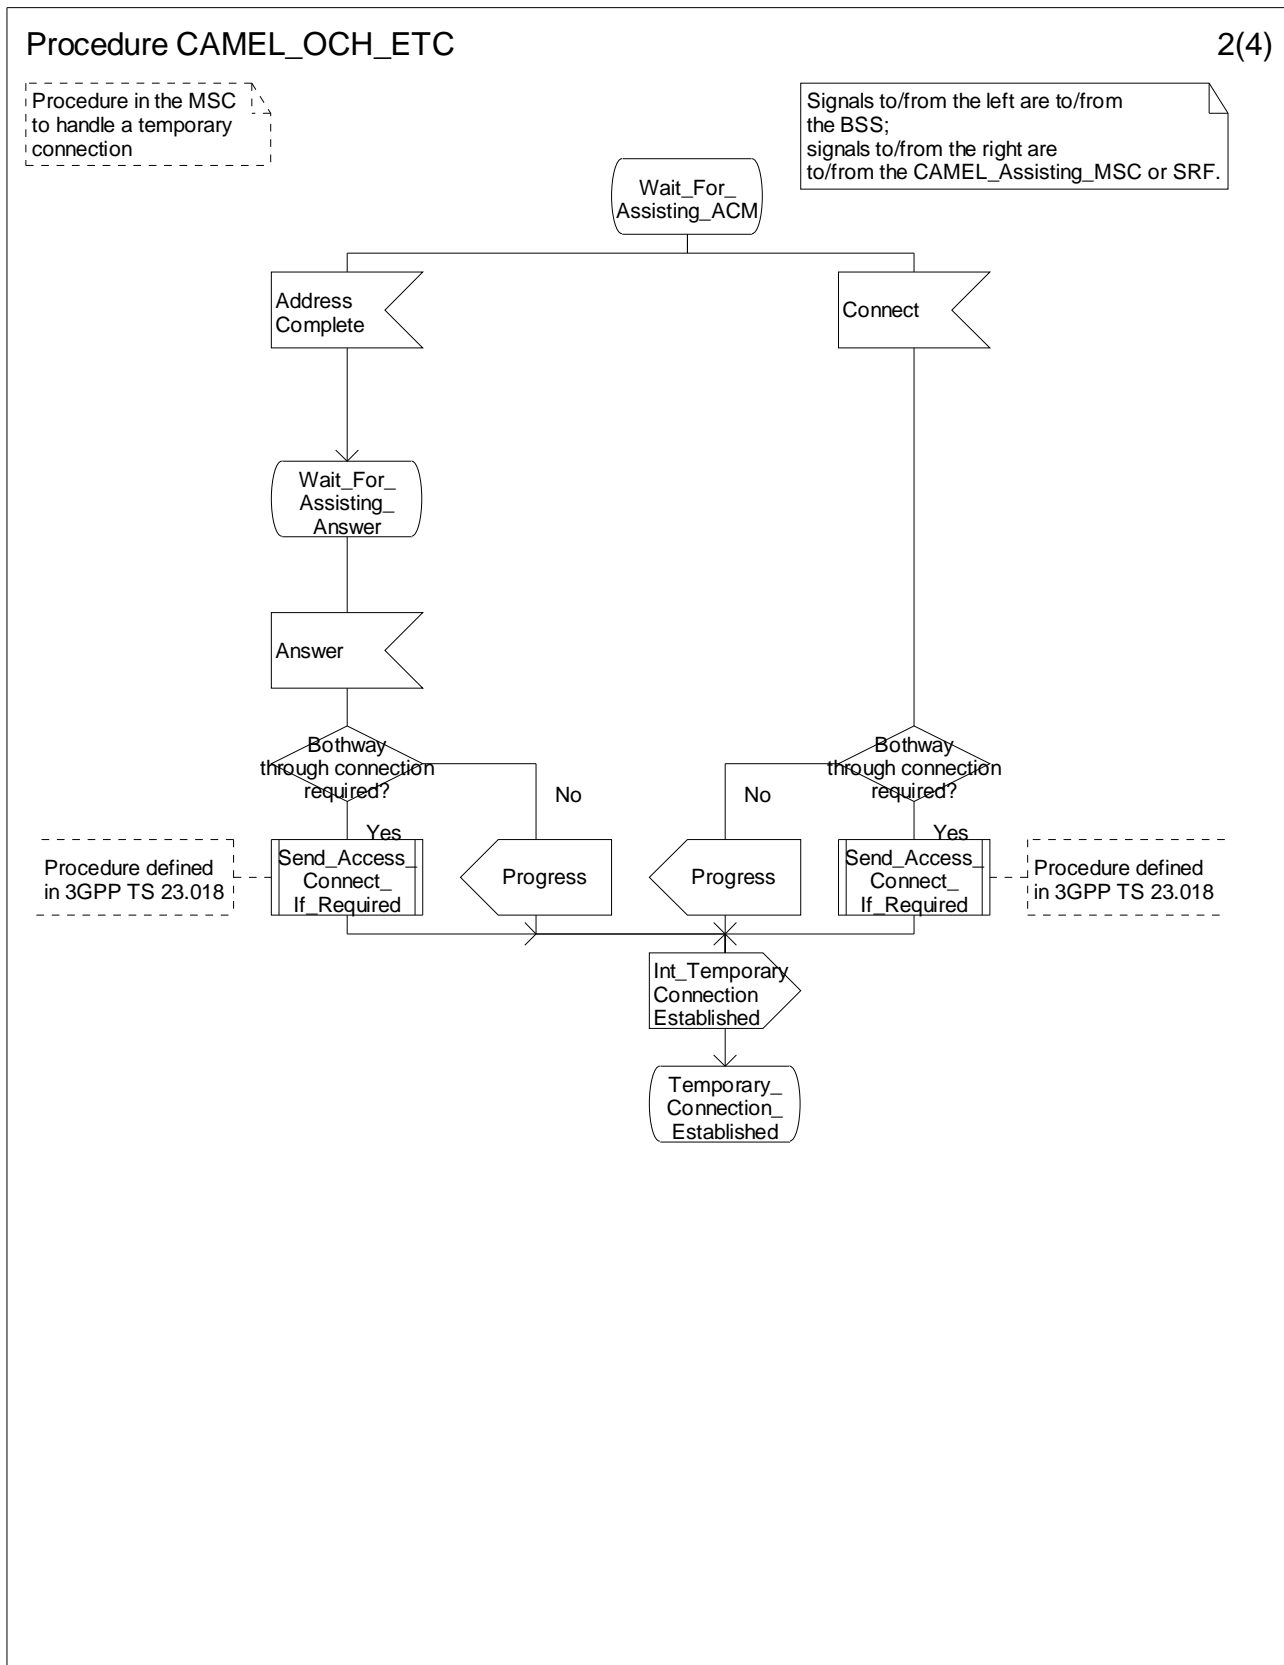 Procedure CAMEL_OCH_ETC
2(4)
Procedure in the MSC
to handle a temporary
connection
Signals to/from the left are to/from
the BSS;
signals to/from the right are
to/from the CAMEL_Assisting_MSC or SRF.
Wait_For_
Assisting_ACM
Address
Complete
Connect
Wait_For_
Assisting_
Answer
Answer
Bothway
through connection
required?
No
Yes
Bothway
through connection
required?
No
Yes
Procedure defined
in 3GPP TS 23.018
Send_Access_
Connect_
If_Required
Progress
Progress
Send_Access_
Connect_
If_Required
Procedure defined
in 3GPP TS 23.018
Int_Temporary
Connection
Established
Temporary_
Connection_
Established